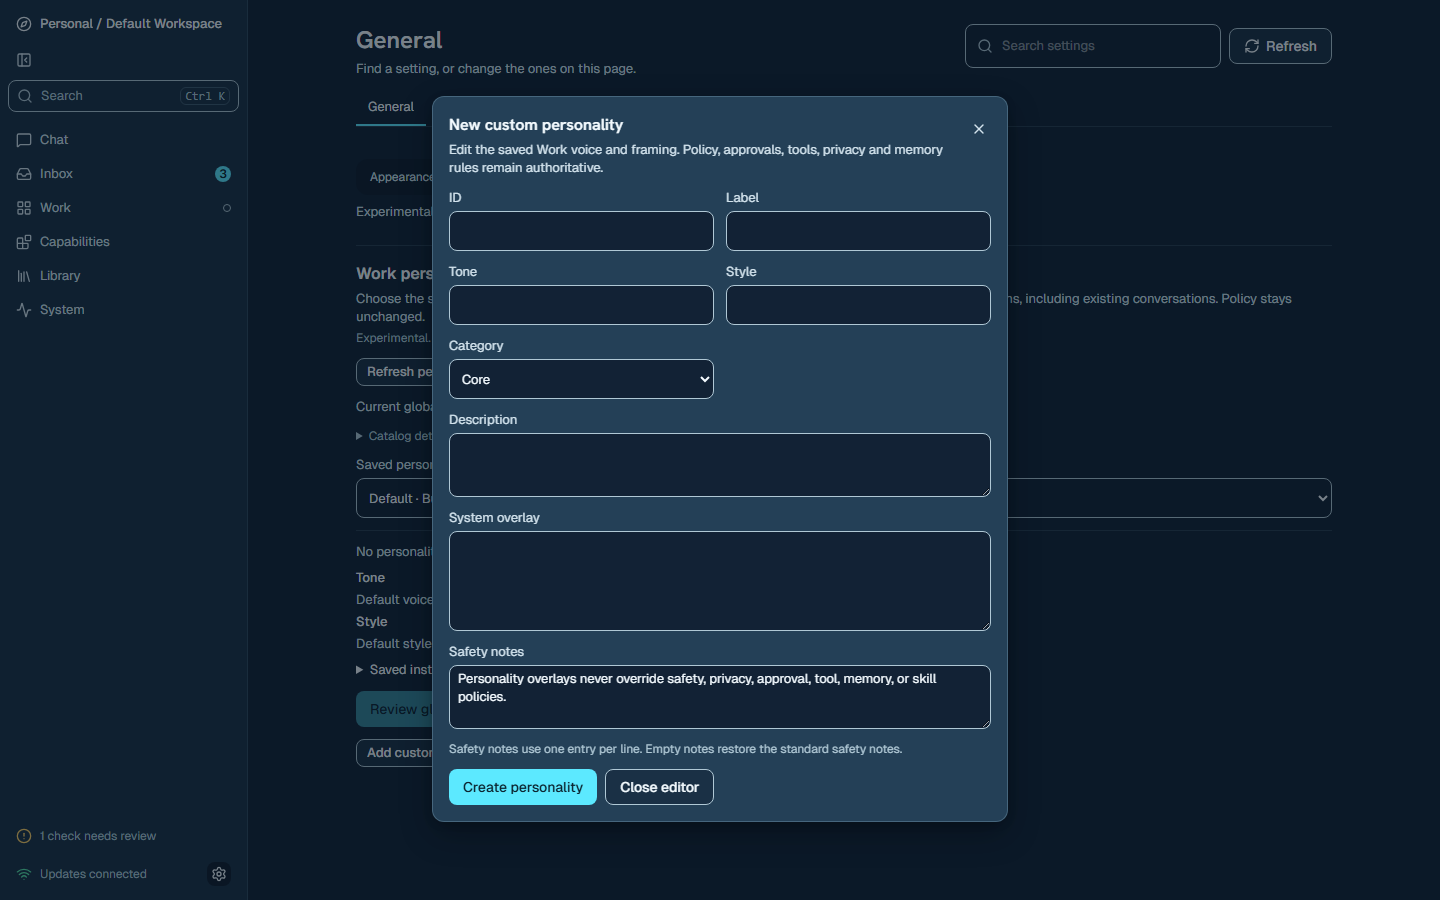 Personal / Default Workspace
Search
Ctrl K
Chat
Inbox
3
Work
Capabilities
Library
System
1 check needs review
Updates connected
General
Find a setting, or change the ones on this page.
Search settings
Refresh
General
Appearance
Experimental
Work pers
Choose the s
ns, including existing conversations. Policy stays
unchanged.
Experimental.
Refresh pe
Current globa
Catalog det
Saved person
Default · Bu
No personalit
Tone
Default voice
Style
Default style
Saved inst
Review gl
Add custom
New custom personality
Edit the saved Work voice and framing. Policy, approvals, tools, privacy and memory
rules remain authoritative.
ID
Label
Tone
Style
Category
Core
Description
System overlay
Safety notes
Personality overlays never override safety, privacy, approval, tool, memory, or skill
policies.
Safety notes use one entry per line. Empty notes restore the standard safety notes.
Create personality
Close editor